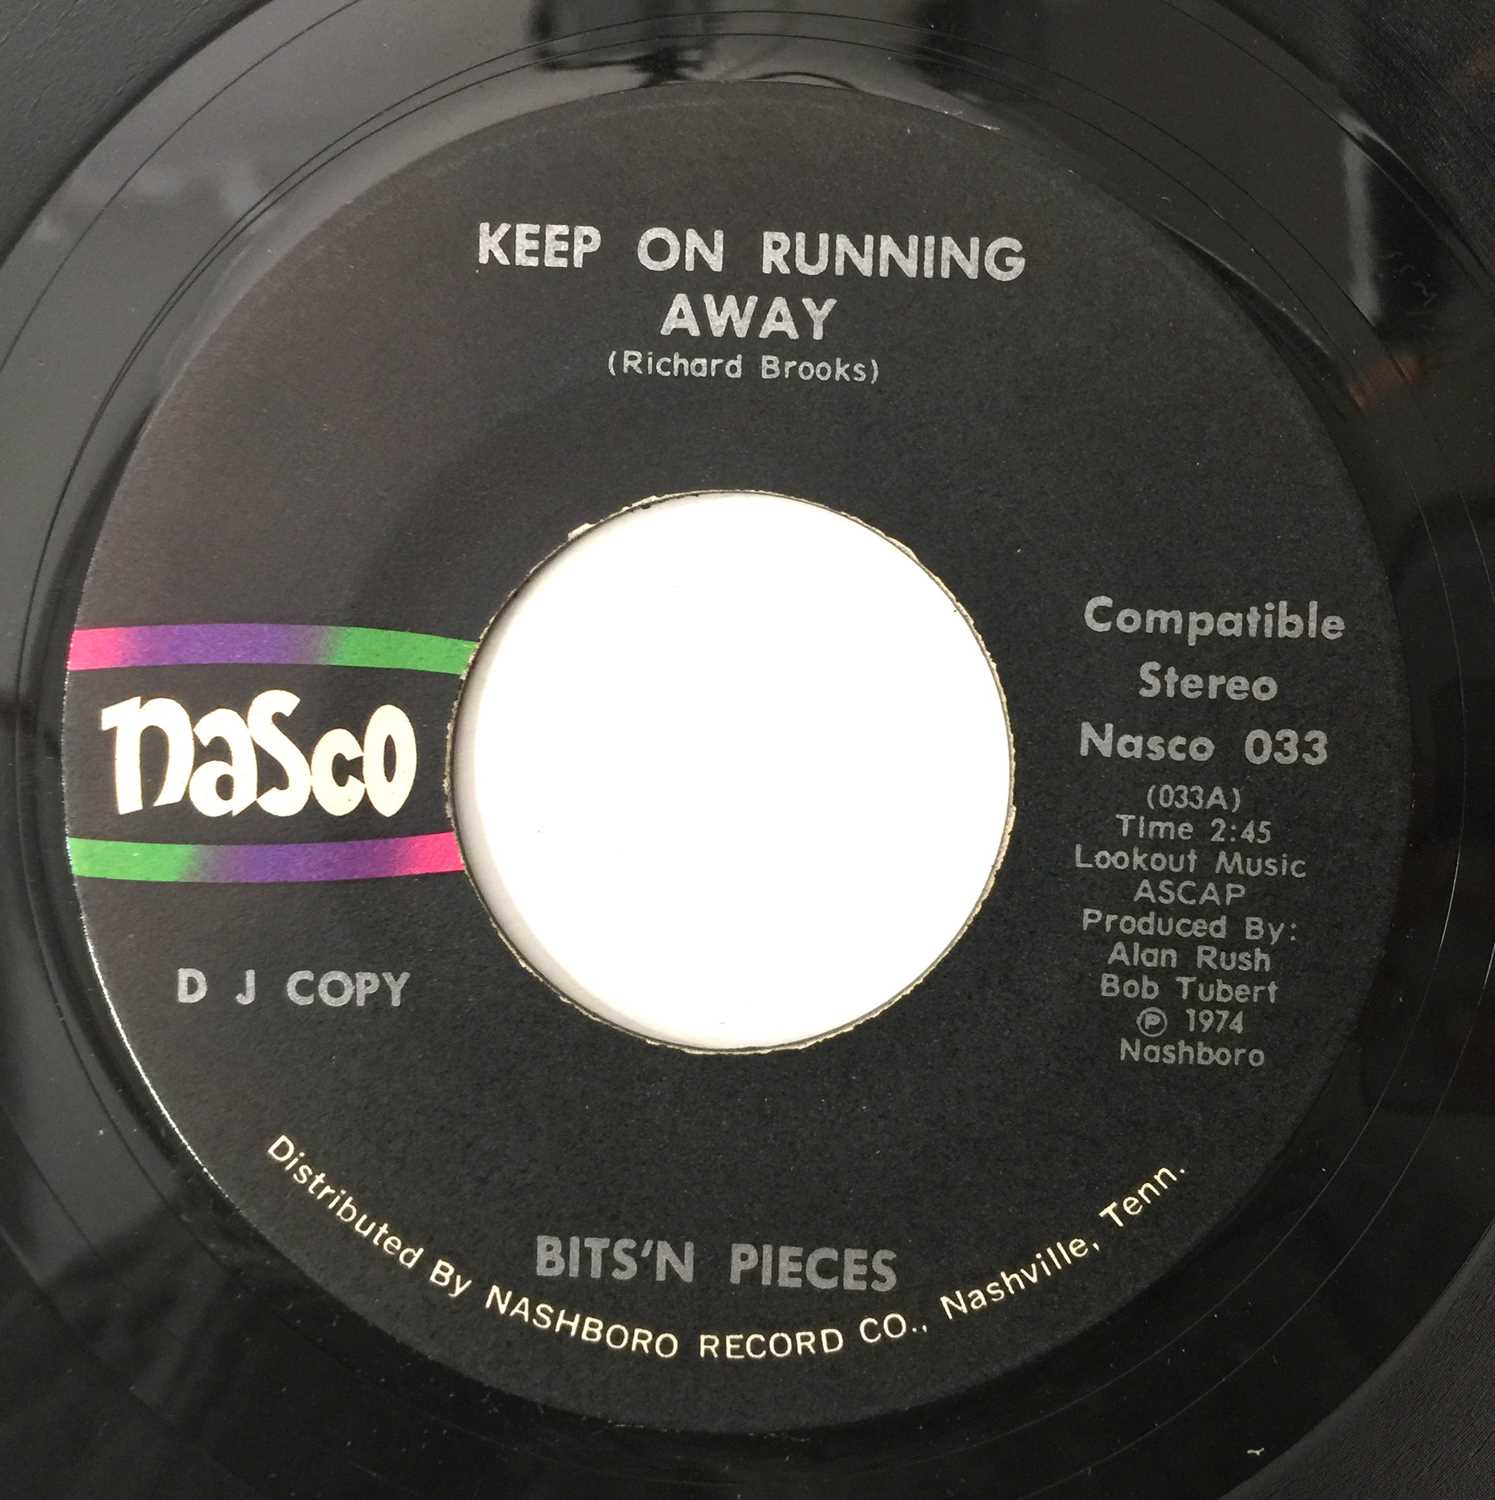 KEEP ON RUNNING
AWAY
(Richard Brooks)
Compatible
Stereo
Nasco 033
(033A)
Time 2:45
Lookout Music
ASCAP
Produced By:
Alan Rush
Bob Tubert
℗ 1974
Nashboro
nasco
D J COPY
BITS'N PIECES
Distributed By NASHBORO RECORD CO., Nashville, Tenn.